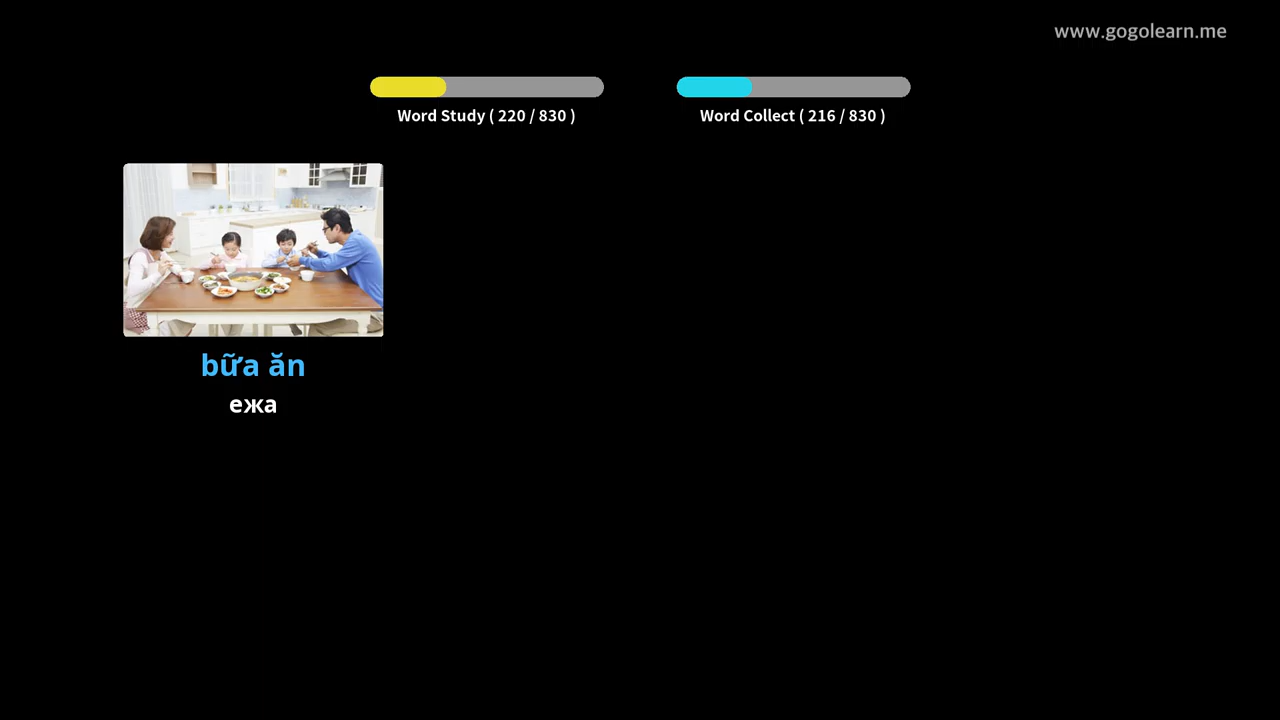 www.gogolearn.me
Word Study ( 220 / 830 )
Word Collect ( 216 / 830 )
bữa ăn
ежа